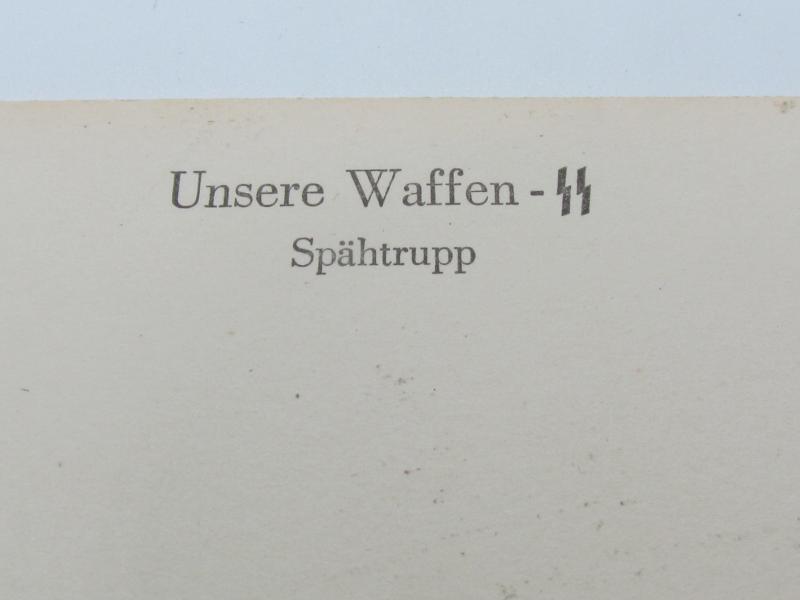 Unsere Waffen-ᛋᛋ
Spähtrupp